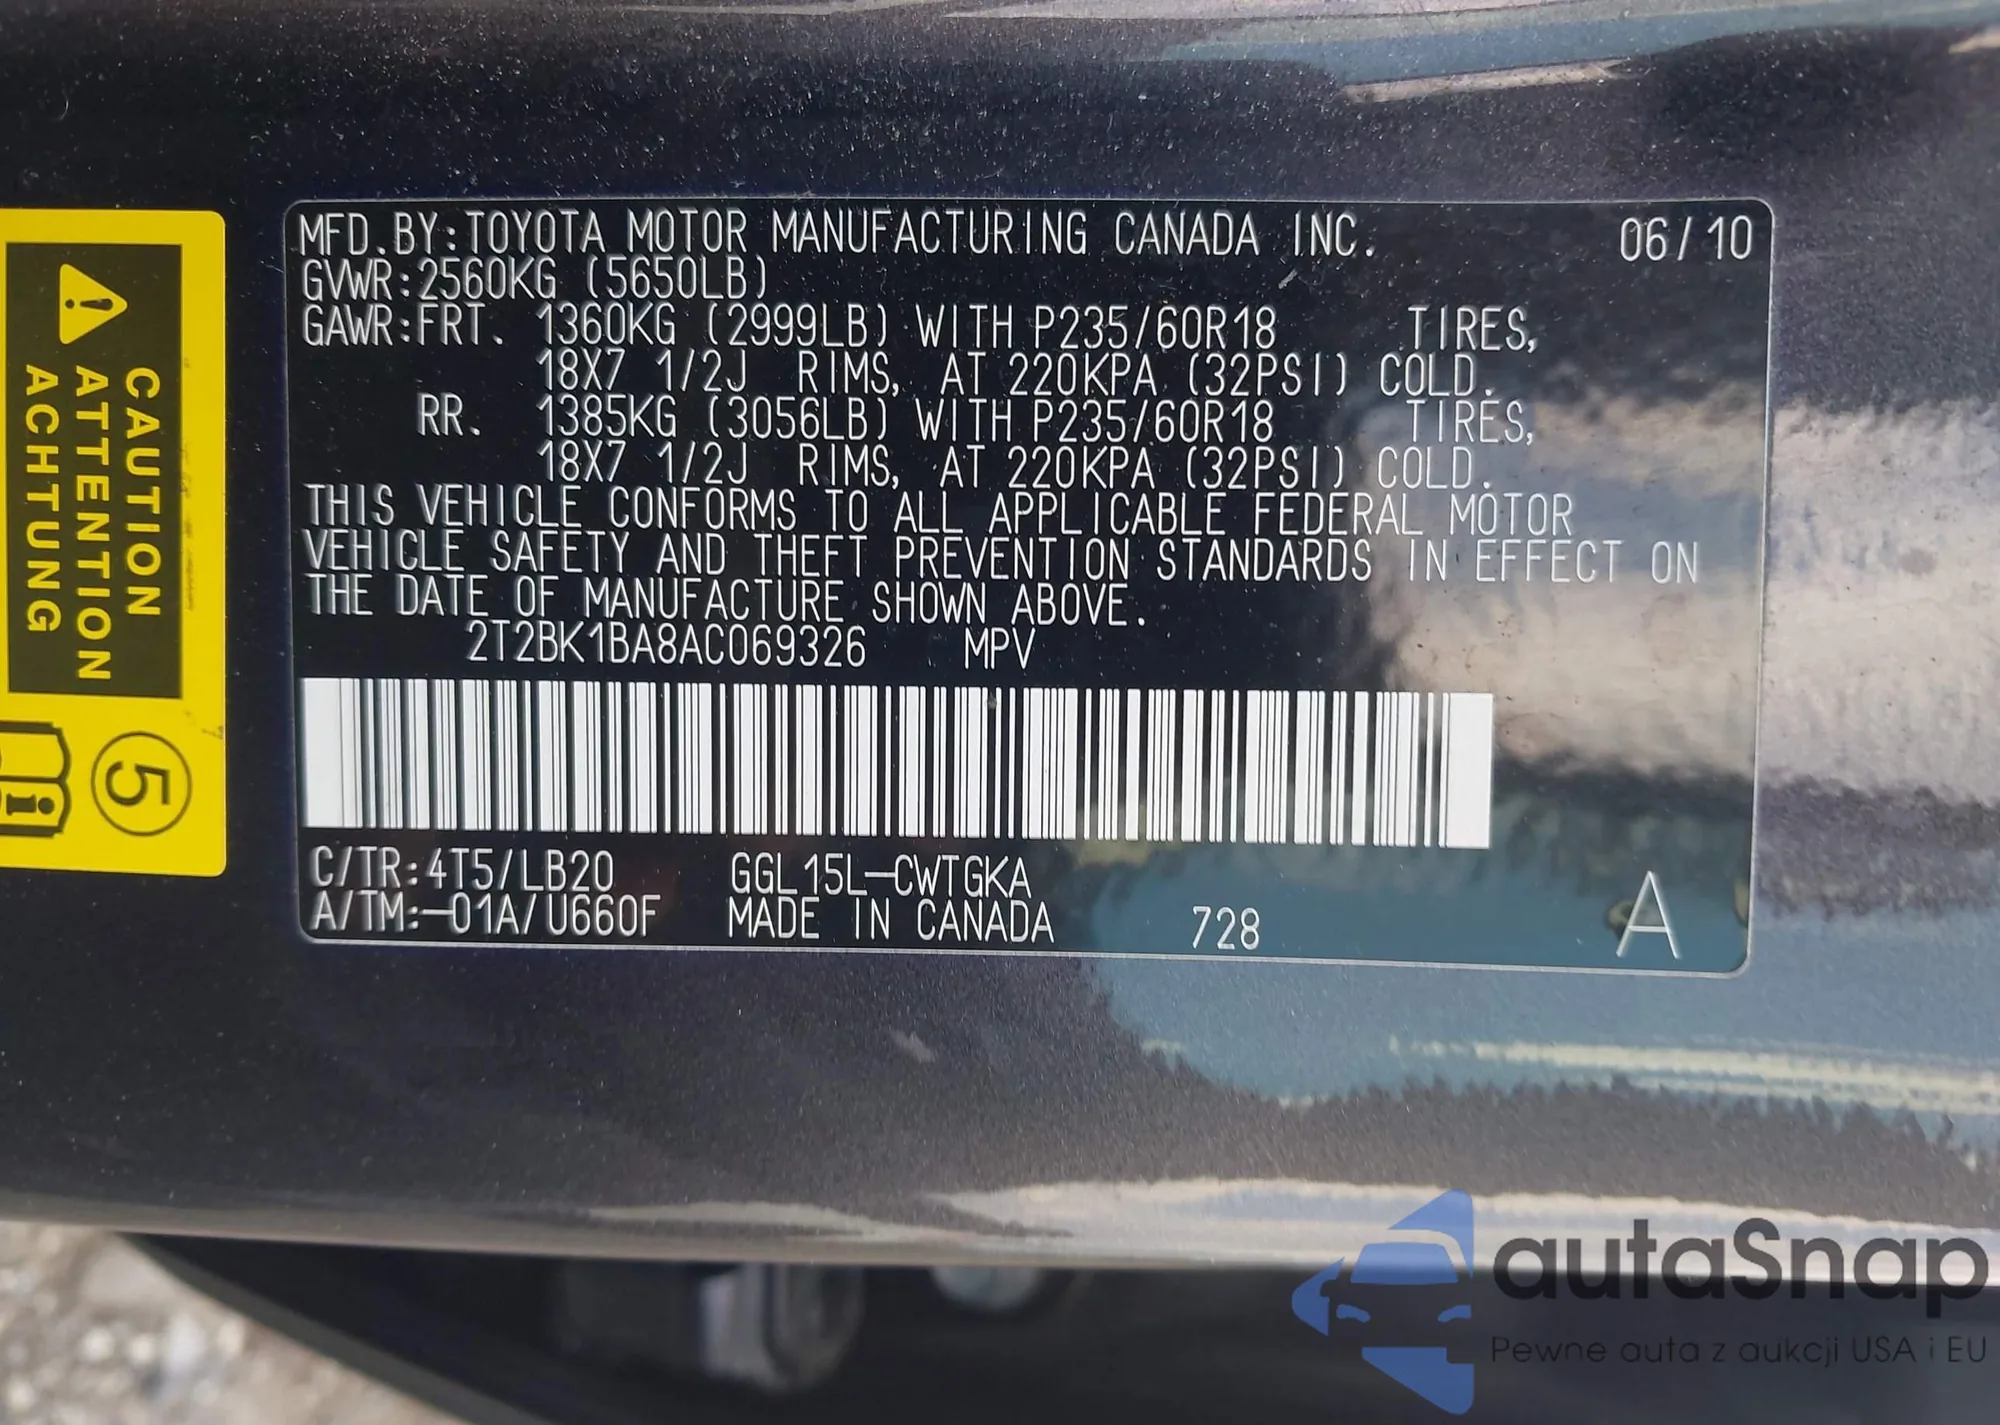 MFD.BY:TOYOTA MOTOR MANUFACTURING CANADA INC. 06/10
GVWR:2560KG (5650LB)
GAWR:FRT. 1360KG (2999LB) WITH P235/60R18 TIRES,
18X7 1/2J RIMS, AT 220KPA (32PSI) COLD.
RR. 1385KG (3056LB) WITH P235/60R18 TIRES,
18X7 1/2J RIMS, AT 220KPA (32PSI) COLD.
THIS VEHICLE CONFORMS TO ALL APPLICABLE FEDERAL MOTOR
VEHICLE SAFETY AND THEFT PREVENTION STANDARDS IN EFFECT ON
THE DATE OF MANUFACTURE SHOWN ABOVE.
2T2BK1BA8AC069326 MPV
C/TR:4T5/LB20 GGL15L-CWTGKA
A/TM:-01A/U660F MADE IN CANADA 728 A
CAUTION
ATTENTION
ACHTUNG
5
autaSnap
Pewne auta z aukcji USA i EU